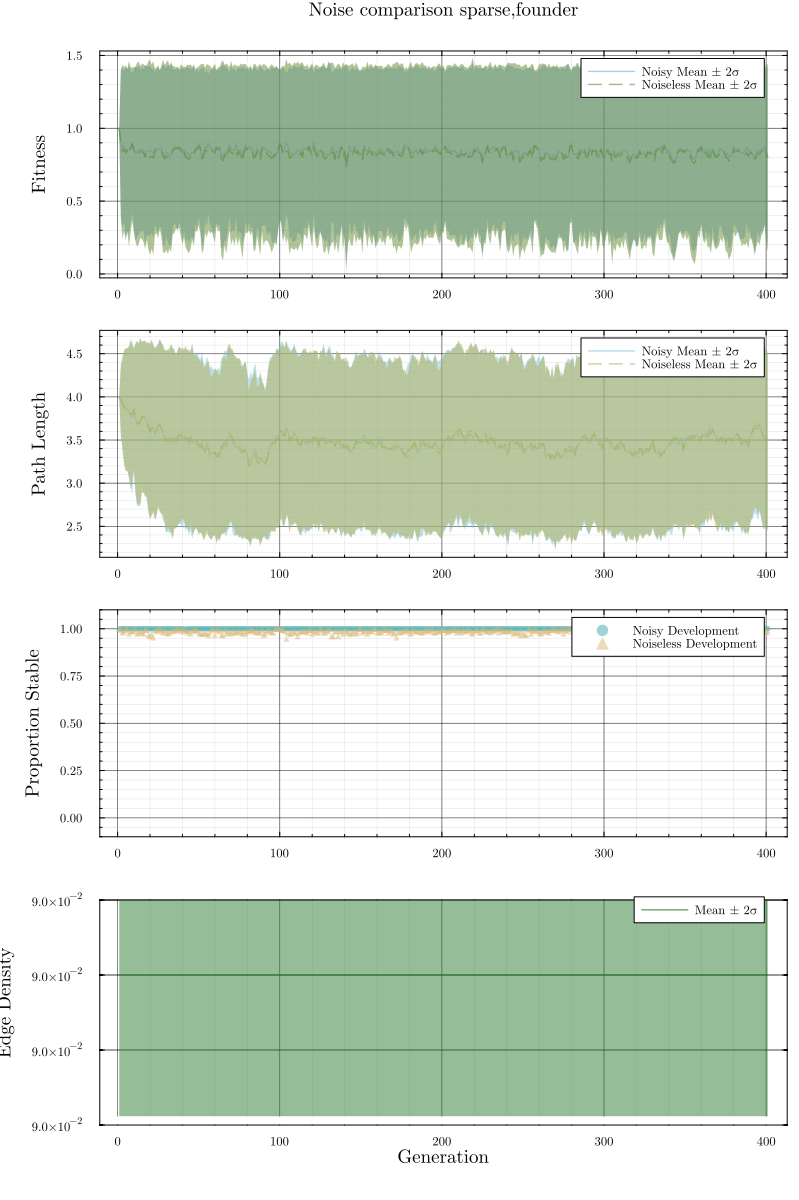 Noise comparison sparse,founder
1.5
1.0
0.5
0.0
Fitness
Noisy Mean ± 2σ
Noiseless Mean ± 2σ
0 100 200 300 400
4.5
4.0
3.5
3.0
2.5
Path Length
Noisy Mean ± 2σ
Noiseless Mean ± 2σ
0 100 200 300 400
1.00
0.75
0.50
0.25
0.00
Proportion Stable
Noisy Development
Noiseless Development
0 100 200 300 400
9.0×10⁻²
9.0×10⁻²
9.0×10⁻²
9.0×10⁻²
Edge Density
Mean ± 2σ
0 100 200 300 400
Generation